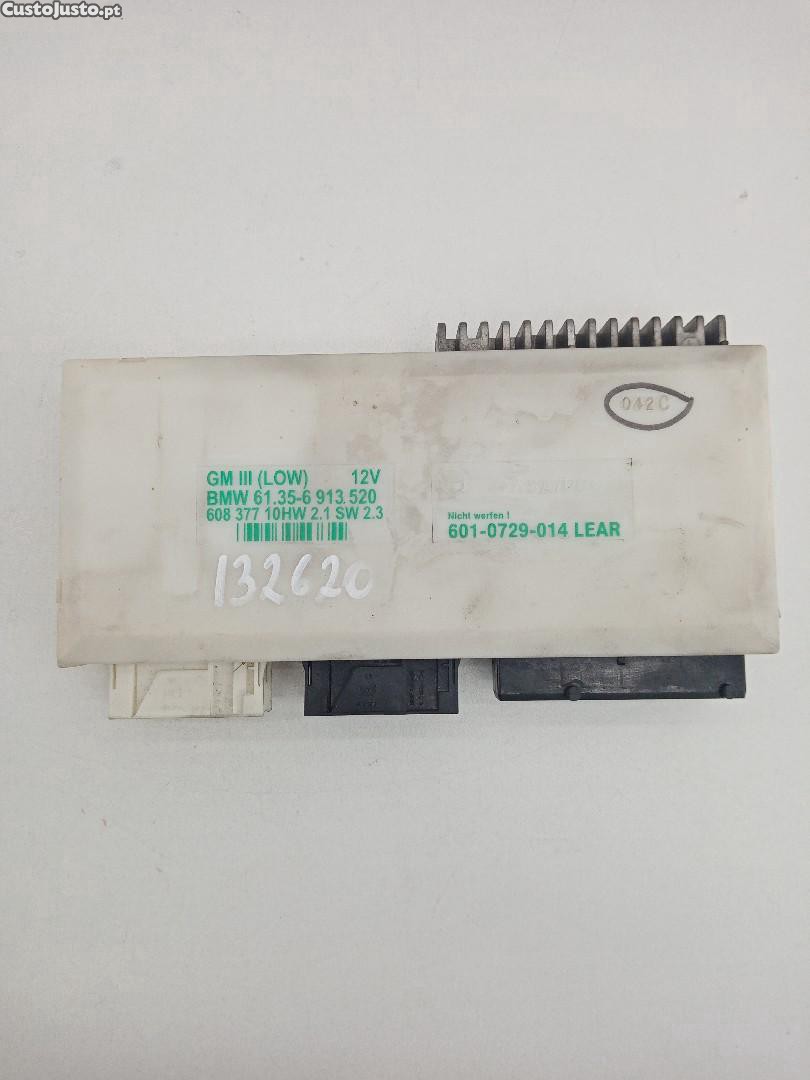 CustoJusto.pt
042C
GM III (LOW) 12V
BMW 61.35-6 913 520
608 377 10HW 2.1 SW 2.3
Nicht werfen !
601-0729-014 LEAR
132620